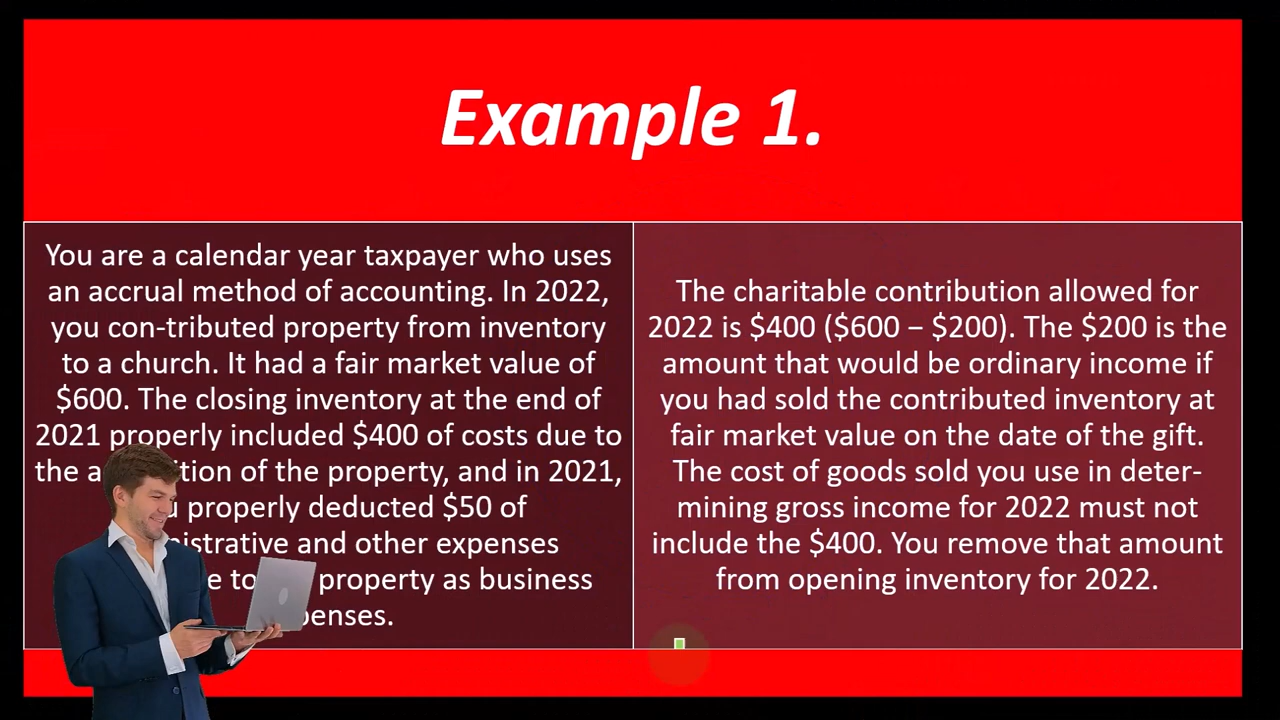 Example 1.
You are a calendar year taxpayer who uses
an accrual method of accounting. In 2022,
you con-tributed property from inventory
to a church. It had a fair market value of
$600. The closing inventory at the end of
2021 properly included $400 of costs due to
the of the property, and in 2021,
properly deducted $50 of
and other expenses
property as business
The charitable contribution allowed for
2022 is $400 ($600 − $200). The $200 is the
amount that would be ordinary income if
you had sold the contributed inventory at
fair market value on the date of the gift.
The cost of goods sold you use in deter-
mining gross income for 2022 must not
include the $400. You remove that amount
from opening inventory for 2022.